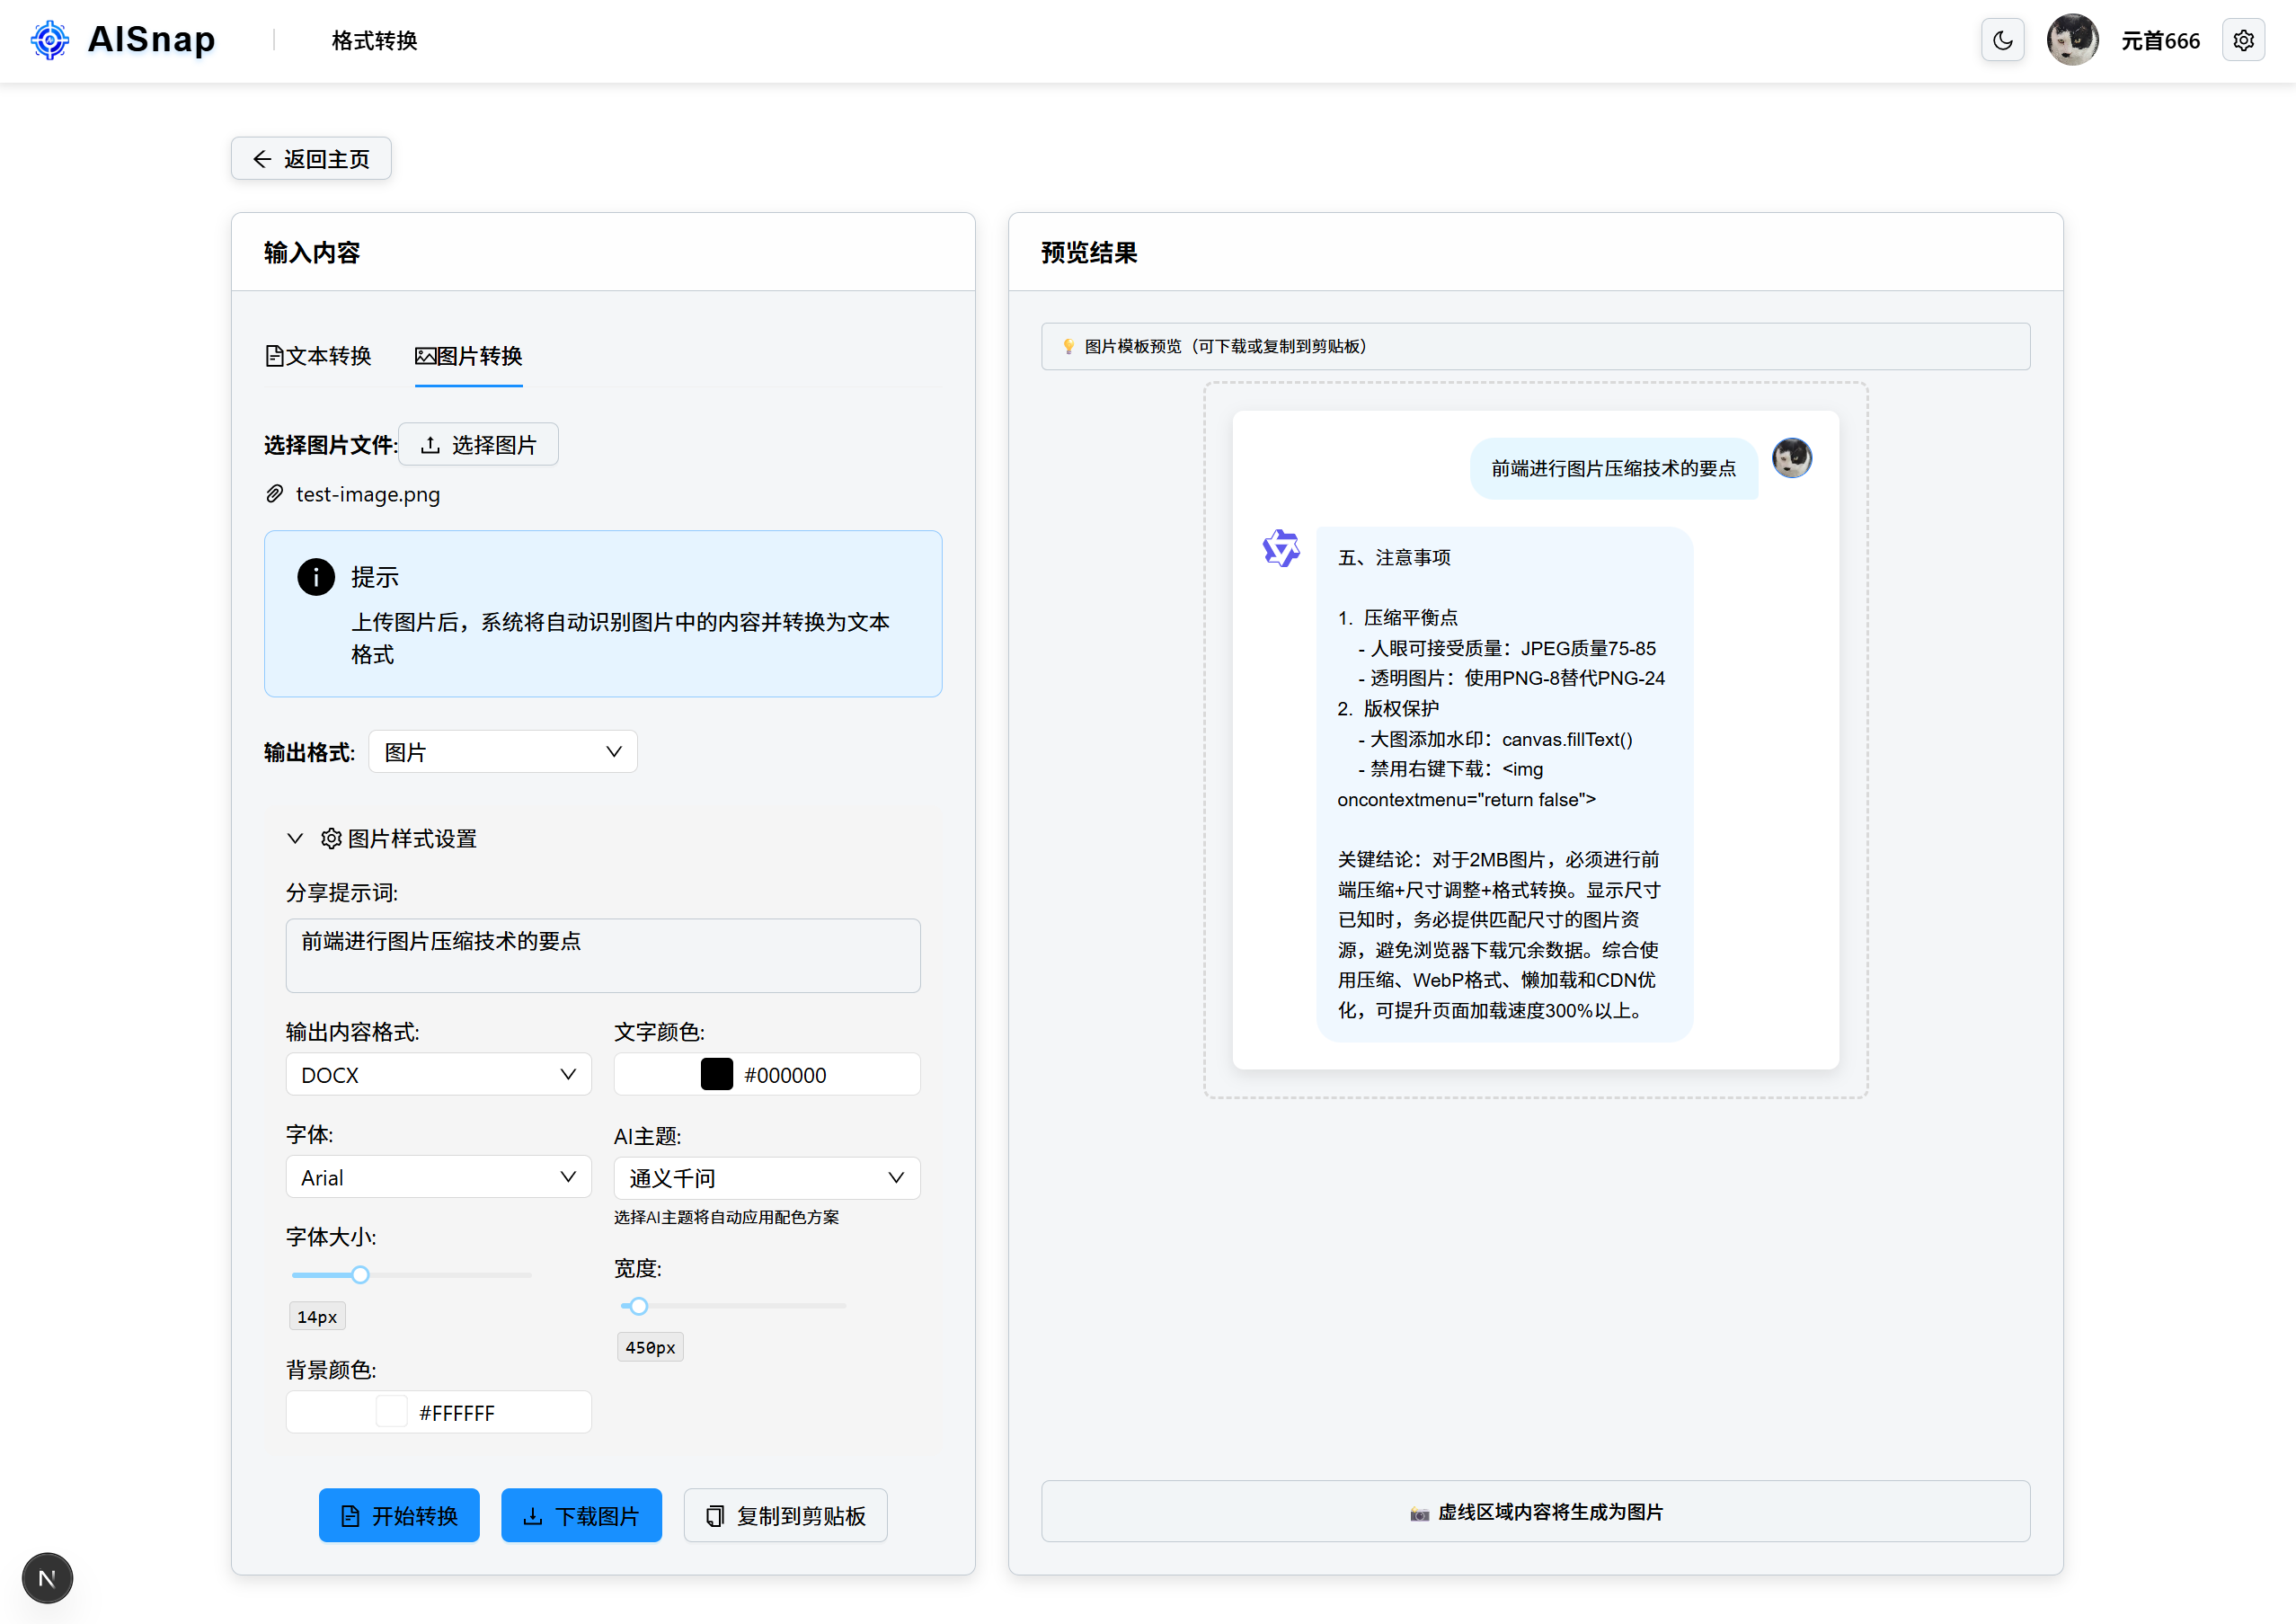 AISnap
格式转换
元首666
返回主页
输入内容
文本转换
图片转换
选择图片文件:
选择图片
test-image.png
提示
上传图片后，系统将自动识别图片中的内容并转换为文本
格式
输出格式:
图片
图片样式设置
分享提示词:
前端进行图片压缩技术的要点
输出内容格式:
DOCX
文字颜色:
#000000
字体:
Arial
AI主题:
通义千问
选择AI主题将自动应用配色方案
字体大小:
14px
宽度:
450px
背景颜色:
#FFFFFF
开始转换
下载图片
复制到剪贴板
预览结果
图片模板预览（可下载或复制到剪贴板）
前端进行图片压缩技术的要点
五、注意事项
1. 压缩平衡点
- 人眼可接受质量：JPEG质量75-85
- 透明图片：使用PNG-8替代PNG-24
2. 版权保护
- 大图添加水印：canvas.fillText()
- 禁用右键下载：<img
oncontextmenu="return false">
关键结论：对于2MB图片，必须进行前
端压缩+尺寸调整+格式转换。显示尺寸
已知时，务必提供匹配尺寸的图片资
源，避免浏览器下载冗余数据。综合使
用压缩、WebP格式、懒加载和CDN优
化，可提升页面加载速度300%以上。
虚线区域内容将生成为图片
N